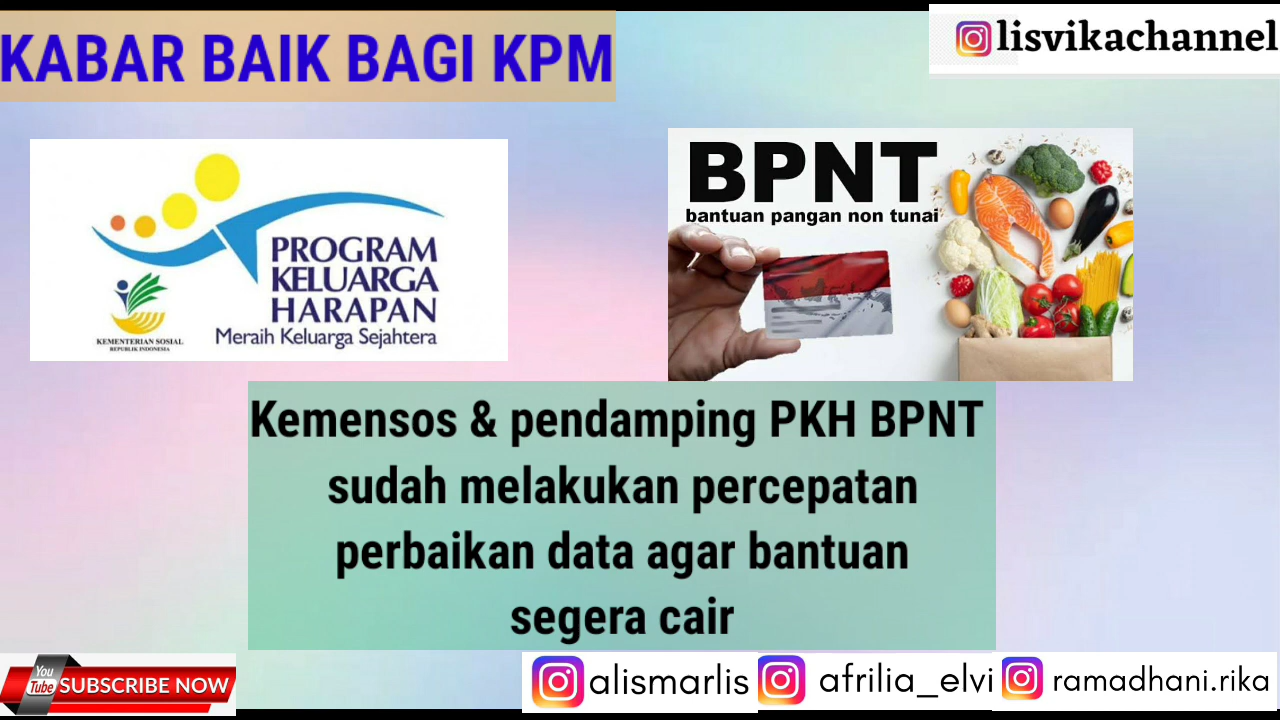 KABAR BAIK BAGI KPM
lisvikachannel
PROGRAM
KELUARGA
HARAPAN
Meraih Keluarga Sejahtera
KEMENTERIAN SOSIAL
REPUBLIK INDONESIA
BPNT
bantuan pangan non tunai
Kemensos & pendamping PKH BPNT
sudah melakukan percepatan
perbaikan data agar bantuan
segera cair
You
Tube
SUBSCRIBE NOW
alismarlis
afrilia_elvi
ramadhani.rika